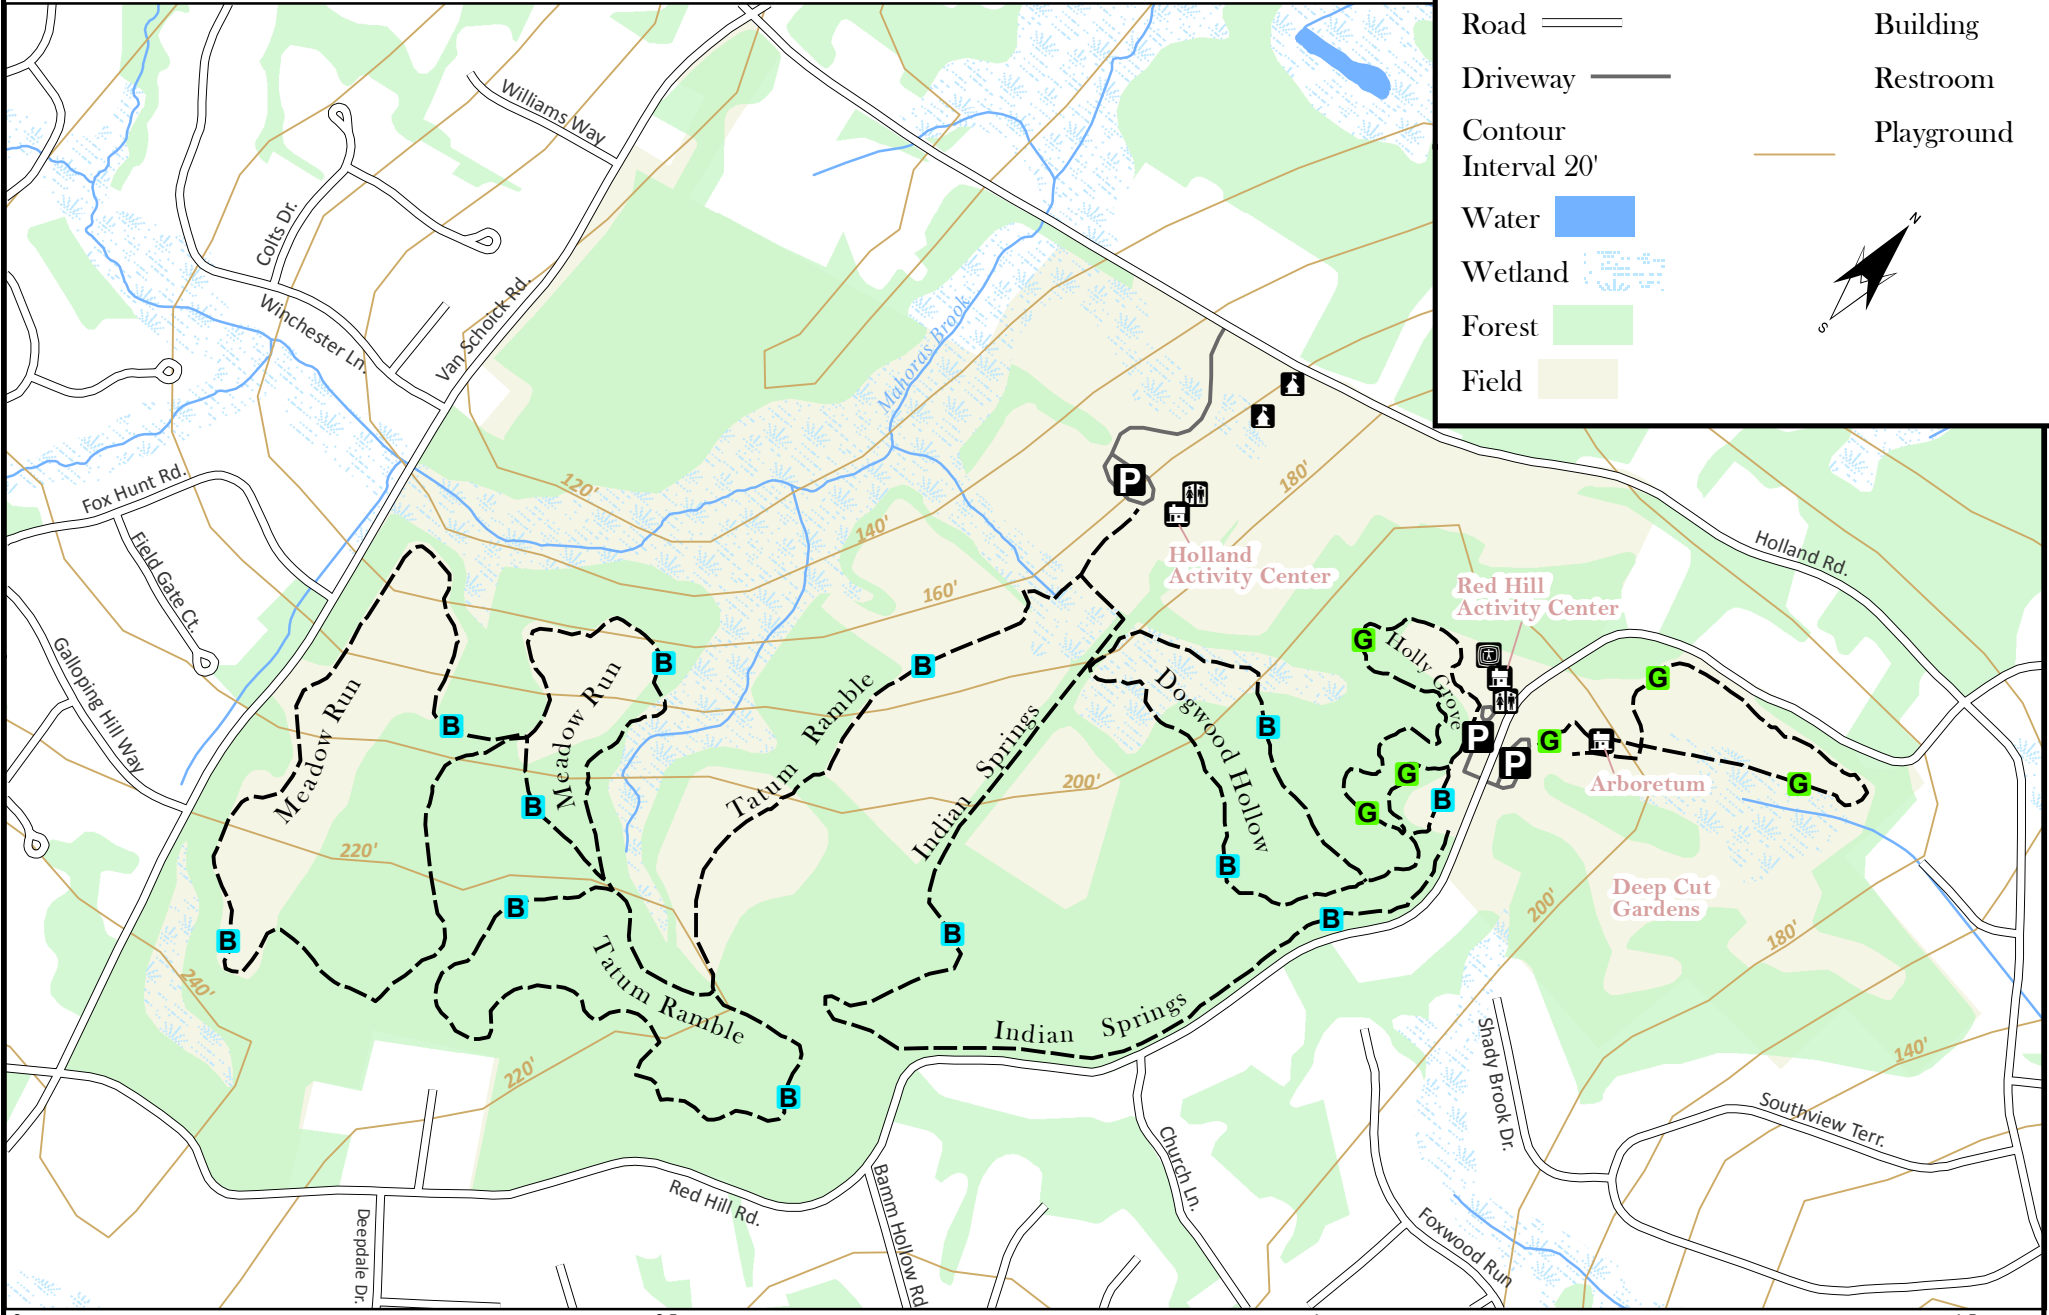 Road
Building
Driveway
Restroom
Contour
Interval 20'
Playground
Water
Wetland
Forest
Field
N
S
Williams Way
Colts Dr.
Winchester Ln.
Van Schoick Rd.
Mahoras Brook
Fox Hunt Rd.
Field Gate Ct.
Galloping Hill Way
120'
140'
160'
180'
P
Holland
Activity Center
Holland Rd.
Red Hill
Activity Center
Holly Grove
G
G
G
P
P
G
G
G
Arboretum
Deep Cut
Gardens
Meadow Run
Meadow Run
B
B
B
B
B
B
B
B
B
B
B
B
Tatum Ramble
Indian Springs
Dogwood Hollow
200'
220'
240'
Tatum Ramble
Indian Springs
220'
200'
180'
140'
Shady Brook Dr.
Southview Terr.
Church Ln.
Foxwood Run
Bamm Hollow Rd
Red Hill Rd.
Deepdale Dr.